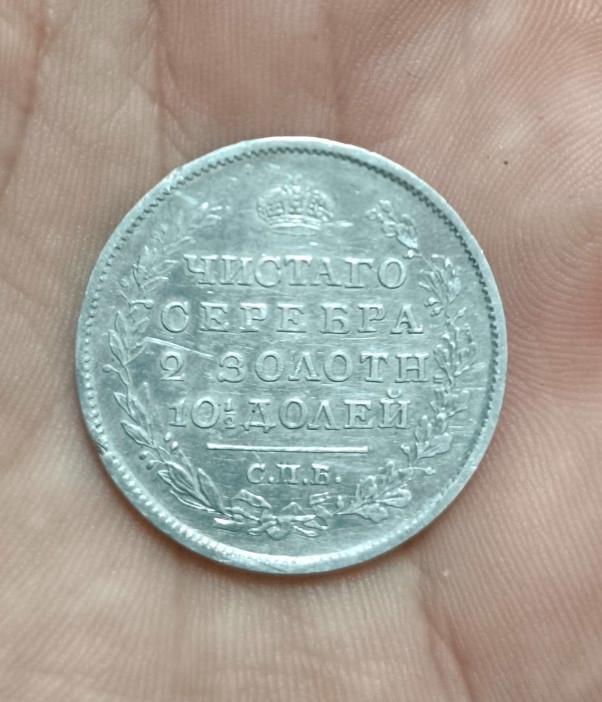 ЧИСТАГО
СЕРЕБРА
2 ЗОЛОТН.
10½ ДОЛЕЙ
С.П.Б.